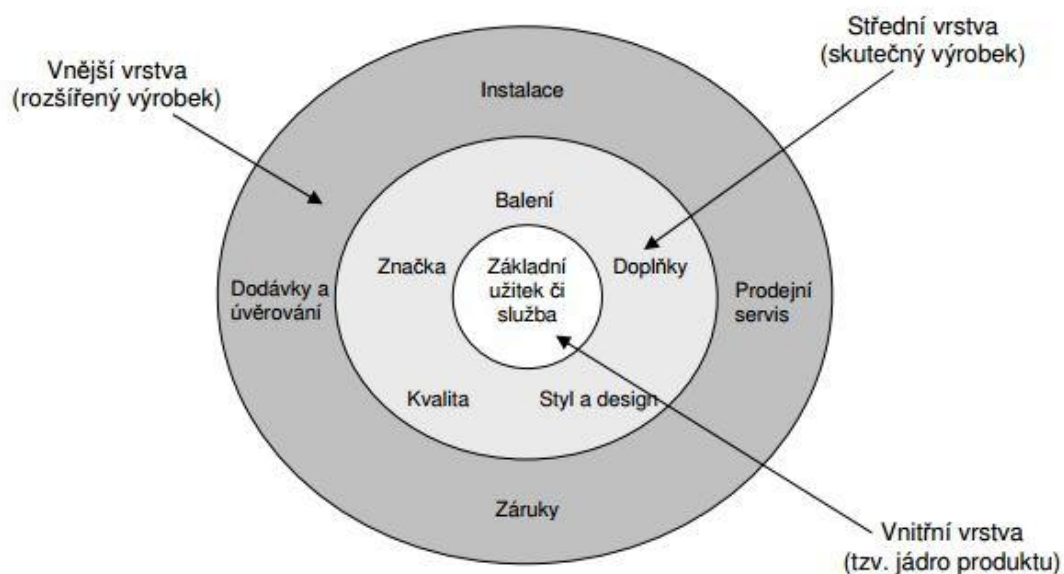 Střední vrstva
(skutečný výrobek)
Vnější vrstva
(rozšířený výrobek)
Instalace
Balení
Značka
Základní
užitek či
služba
Doplňky
Dodávky a
úvěrování
Prodejní
servis
Kvalita
Styl a design
Záruky
Vnitřní vrstva
(tzv. jádro produktu)